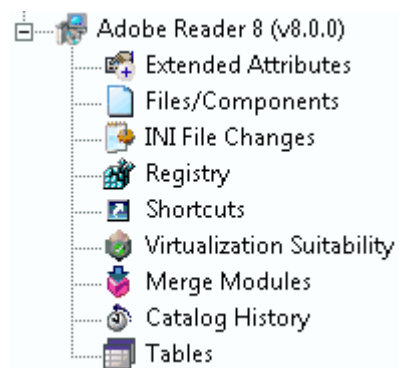 Adobe Reader 8 (v8.0.0)
Extended Attributes
Files/Components
INI File Changes
Registry
Shortcuts
Virtualization Suitability
Merge Modules
Catalog History
Tables